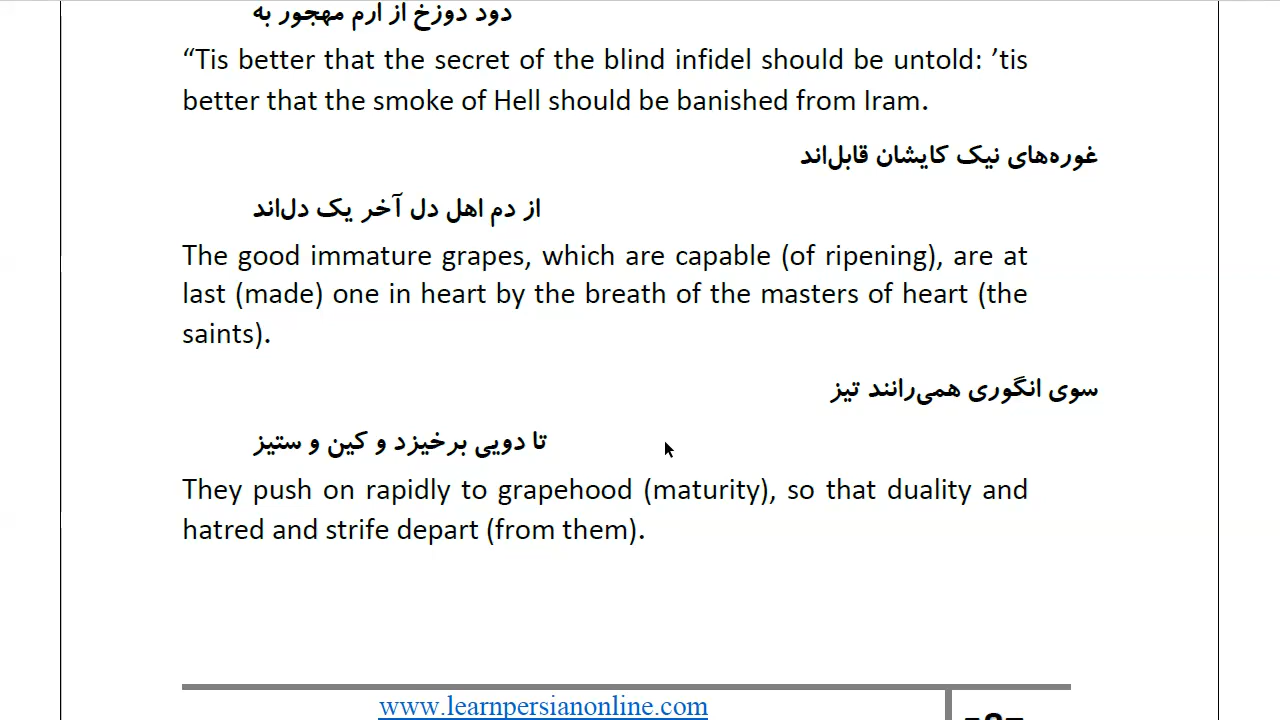 دود دوزخ از ارم مهجور به
“Tis better that the secret of the blind infidel should be untold: ’tis
better that the smoke of Hell should be banished from Iram.
غوره‌های نیک کایشان قابل‌اند
از دم اهل دل آخر یک دل‌اند
The good immature grapes, which are capable (of ripening), are at
last (made) one in heart by the breath of the masters of heart (the
saints).
سوی انگوری همی‌رانند تیز
تا دویی برخیزد و کین و ستیز
They push on rapidly to grapehood (maturity), so that duality and
hatred and strife depart (from them).
www.learnpersianonline.com